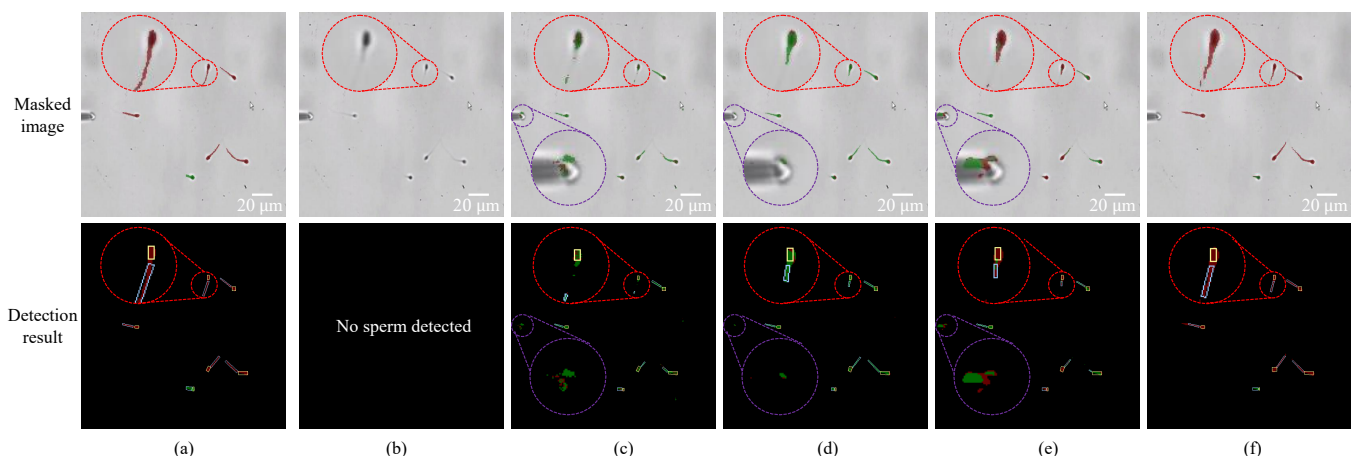 Masked
image
20 μm
20 μm
20 μm
20 μm
20 μm
20 μm
Detection
result
No sperm detected
(a)
(b)
(c)
(d)
(e)
(f)